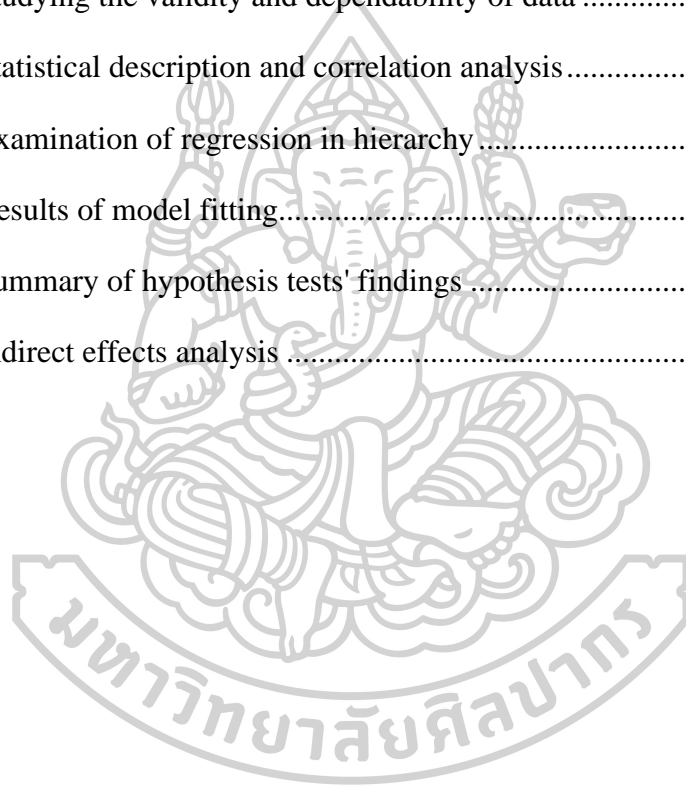 tudying the validity and dependability of data ................
tatistical description and correlation analysis ................
xamination of regression in hierarchy ................
esults of model fitting................
ummary of hypothesis tests' findings ................
ndirect effects analysis ................
มหาวิทยาลัยศิลปากร